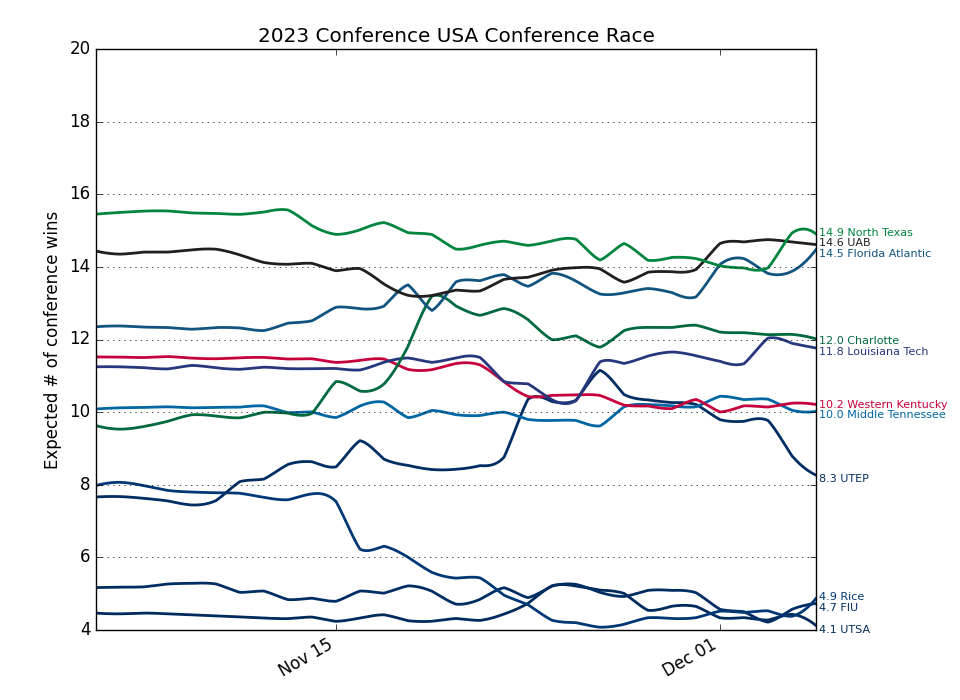 2023 Conference USA Conference Race
Expected # of conference wins
20
18
16
14
12
10
8
6
4
Nov 15
Dec 01
14.9 North Texas
14.6 UAB
14.5 Florida Atlantic
12.0 Charlotte
11.8 Louisiana Tech
10.2 Western Kentucky
10.0 Middle Tennessee
8.3 UTEP
4.9 Rice
4.7 FIU
4.1 UTSA